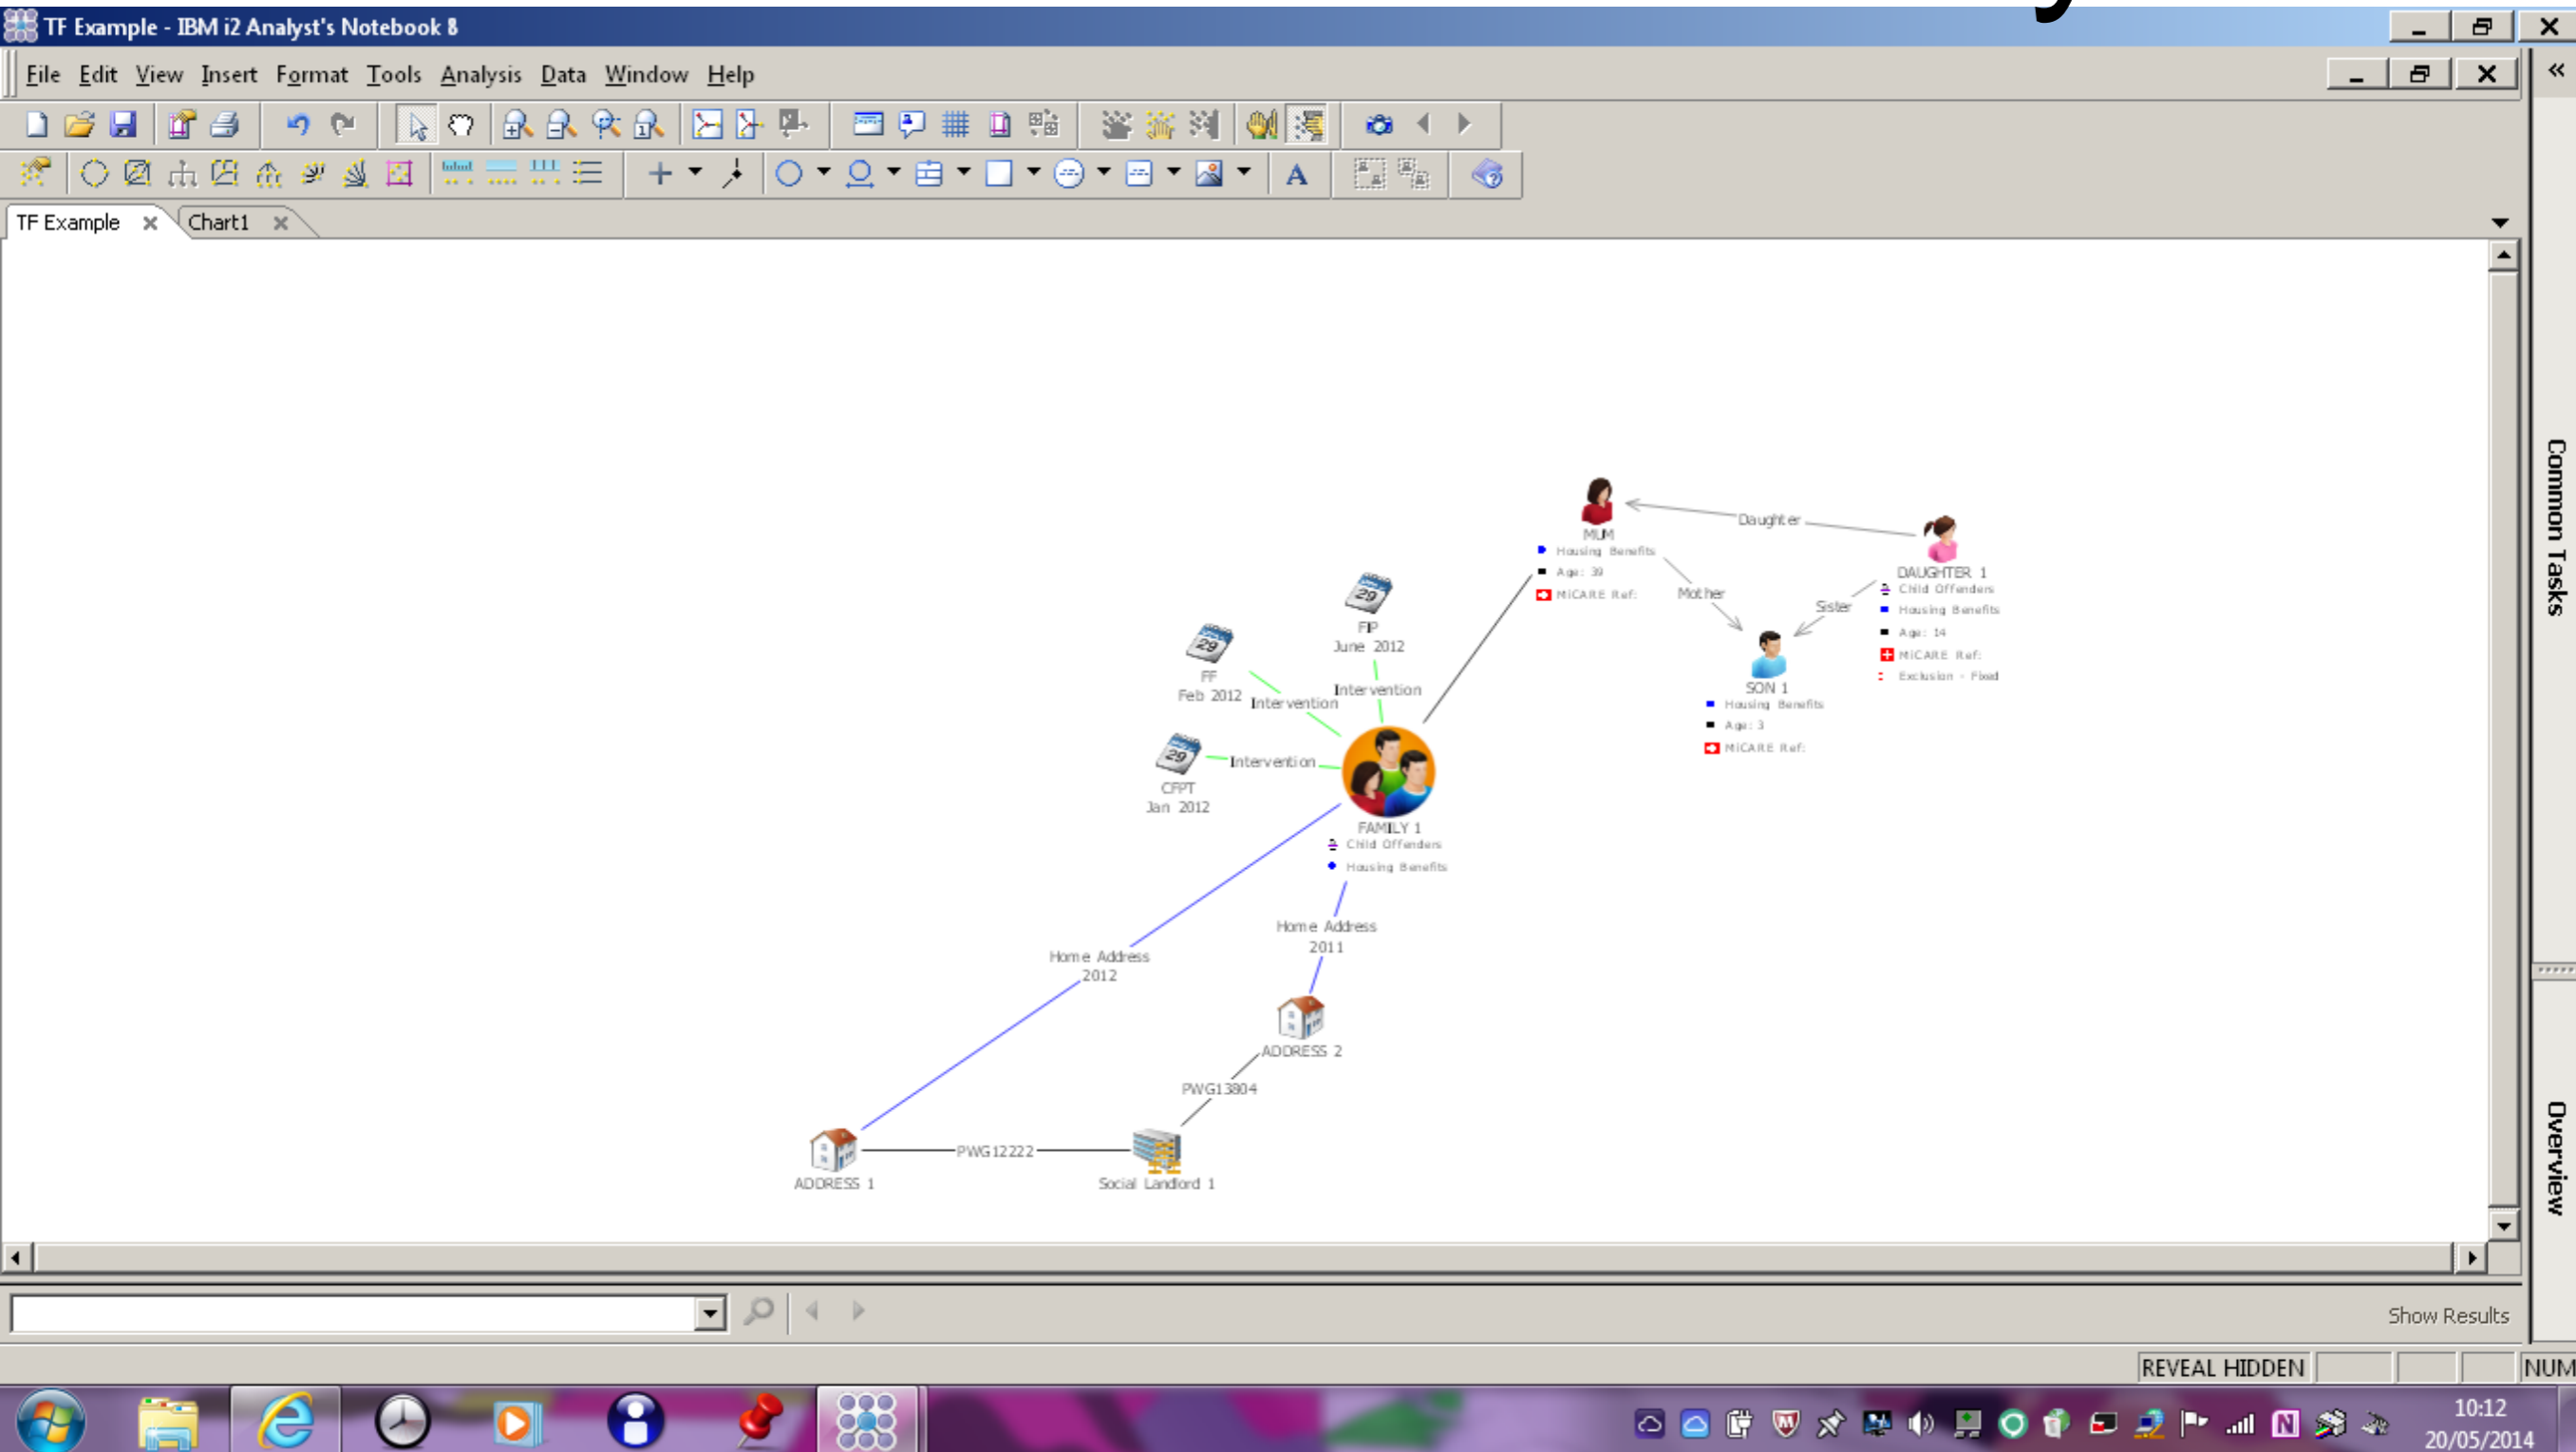 TF Example - IBM i2 Analyst's Notebook 8
File Edit View Insert Format Tools Analysis Data Window Help
TF Example
Chart1
Common Tasks
MUM
Housing Benefits
Age: 39
MiCARE Ref:
Daughter
DAUGHTER 1
Child Offenders
Housing Benefits
Age: 14
MiCARE Ref:
Exclusion - Fixed
Mother
Sister
SON 1
Housing Benefits
Age: 3
MiCARE Ref:
FIP
June 2012
Intervention
FF
Feb 2012
Intervention
CFPT
Jan 2012
Intervention
FAMILY 1
Child Offenders
Housing Benefits
Home Address
2012
Home Address
2011
ADDRESS 2
PWG13804
ADDRESS 1
PWG12222
Social Landlord 1
Overview
Show Results
REVEAL HIDDEN
NUM
10:12
20/05/2014